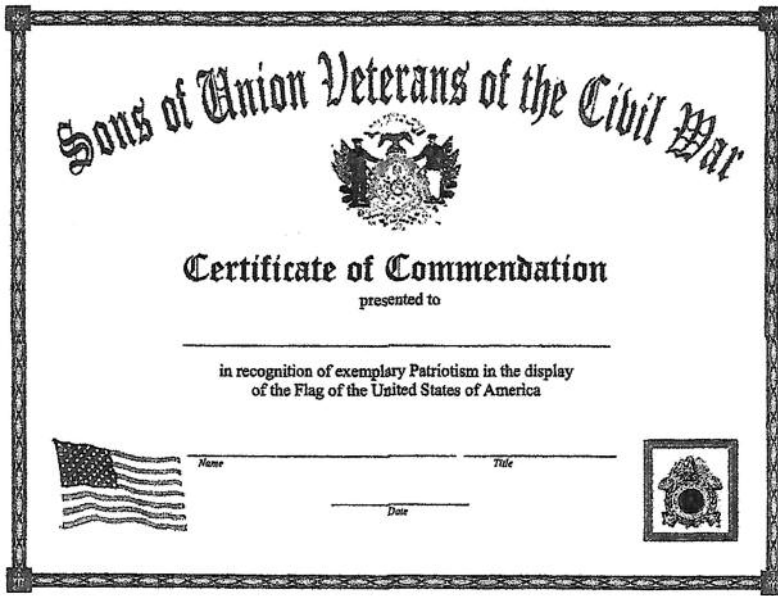 Sons of Union Veterans of the Civil War
Certificate of Commendation
presented to
in recognition of exemplary Patriotism in the display
of the Flag of the United States of America
Name
Title
Date